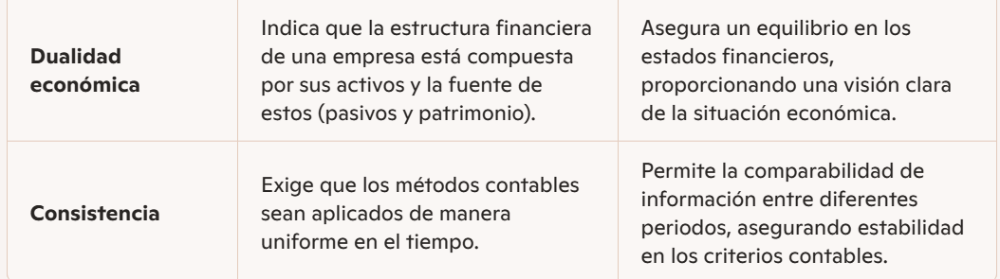 Dualidad
económica
Indica que la estructura financiera
de una empresa está compuesta
por sus activos y la fuente de
estos (pasivos y patrimonio).
Asegura un equilibrio en los
estados financieros,
proporcionando una visión clara
de la situación económica.
Consistencia
Exige que los métodos contables
sean aplicados de manera
uniforme en el tiempo.
Permite la comparabilidad de
información entre diferentes
periodos, asegurando estabilidad
en los criterios contables.